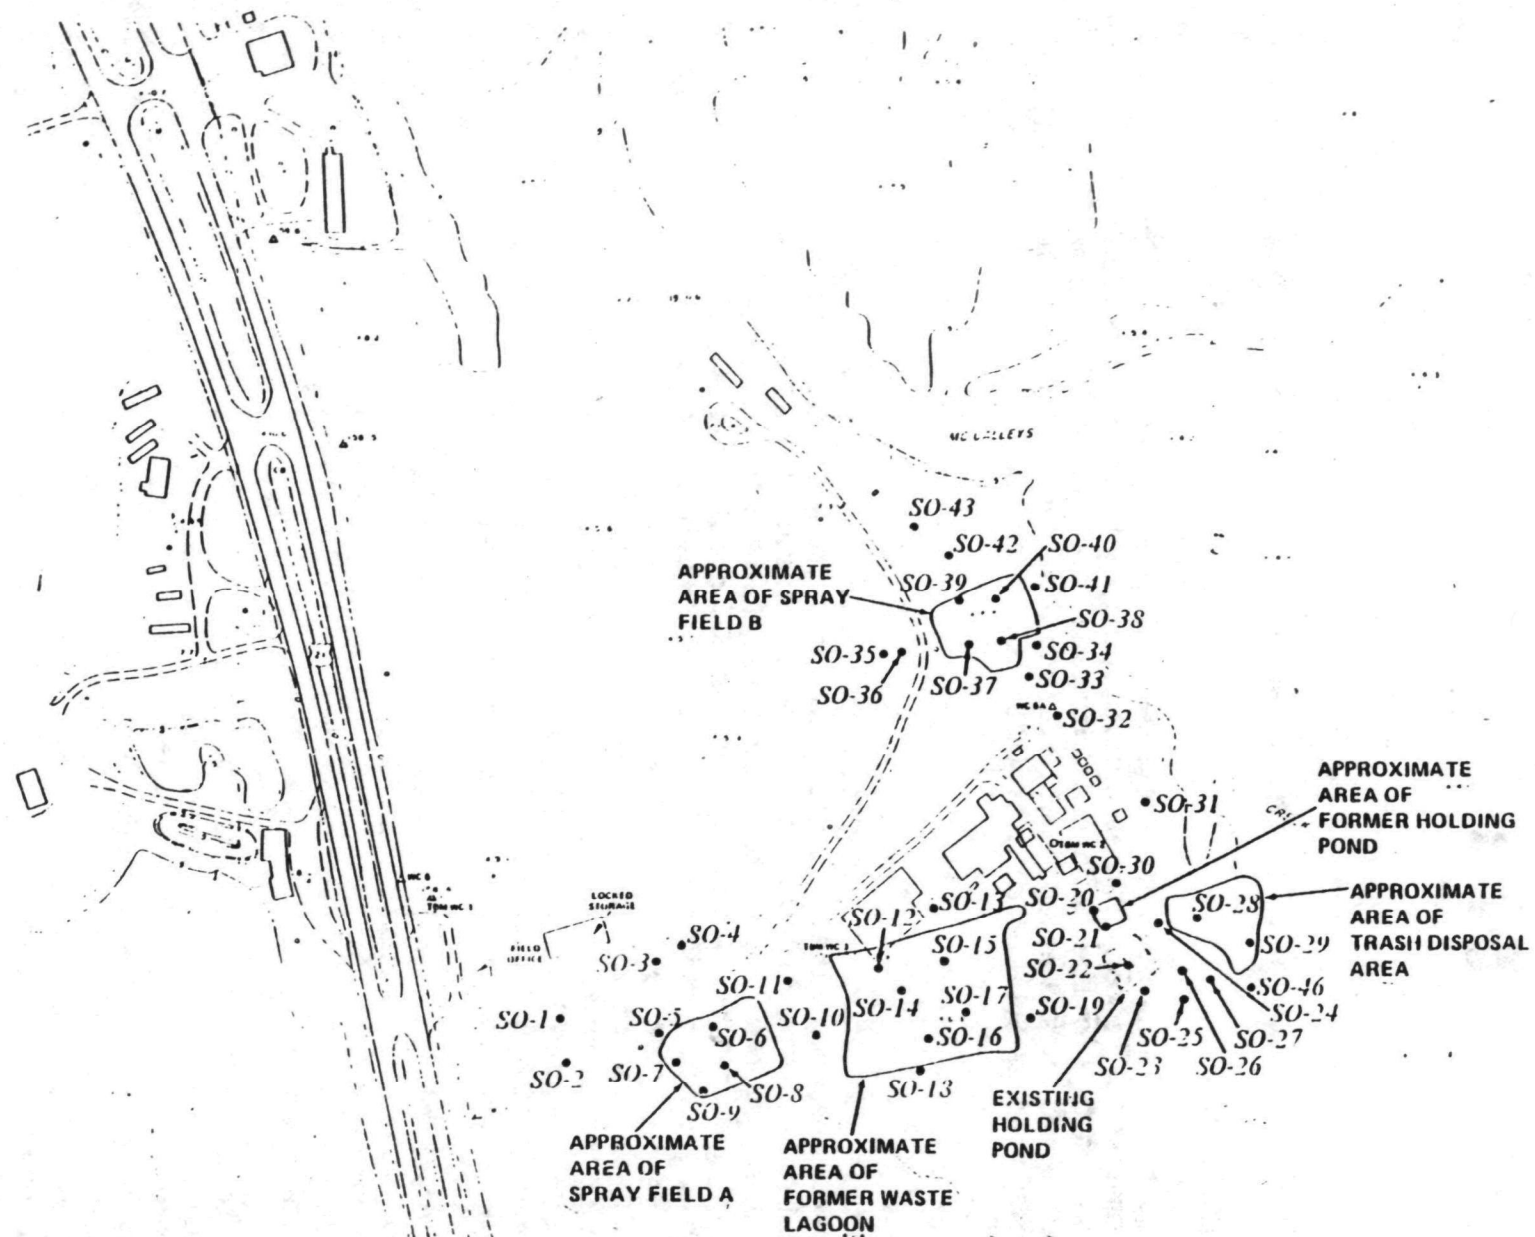 MC CALLEYS
SO-43
SO-42
SO-40
APPROXIMATE
AREA OF SPRAY
FIELD B
SO-39
SO-41
SO-38
SO-35
SO-36
SO-37
SO-34
SO-33
SO-32
APPROXIMATE
AREA OF
FORMER HOLDING
POND
SO-31
SO-30
SO-20
SO-21
SO-28
APPROXIMATE
AREA OF
TRASH DISPOSAL
AREA
SO-29
LOCKED
STORAGE
FIELD
OFFICE
SO-4
SO-3
SO-12
SO-13
SO-15
SO-22
SO-11
SO-14
SO-17
SO-19
SO-46
SO-24
SO-1
SO-5
SO-6
SO-10
SO-16
SO-25
SO-27
SO-2
SO-7
SO-8
SO-9
SO-13
SO-23
SO-26
EXISTING
HOLDING
POND
APPROXIMATE
AREA OF
SPRAY FIELD A
APPROXIMATE
AREA OF
FORMER WASTE
LAGOON